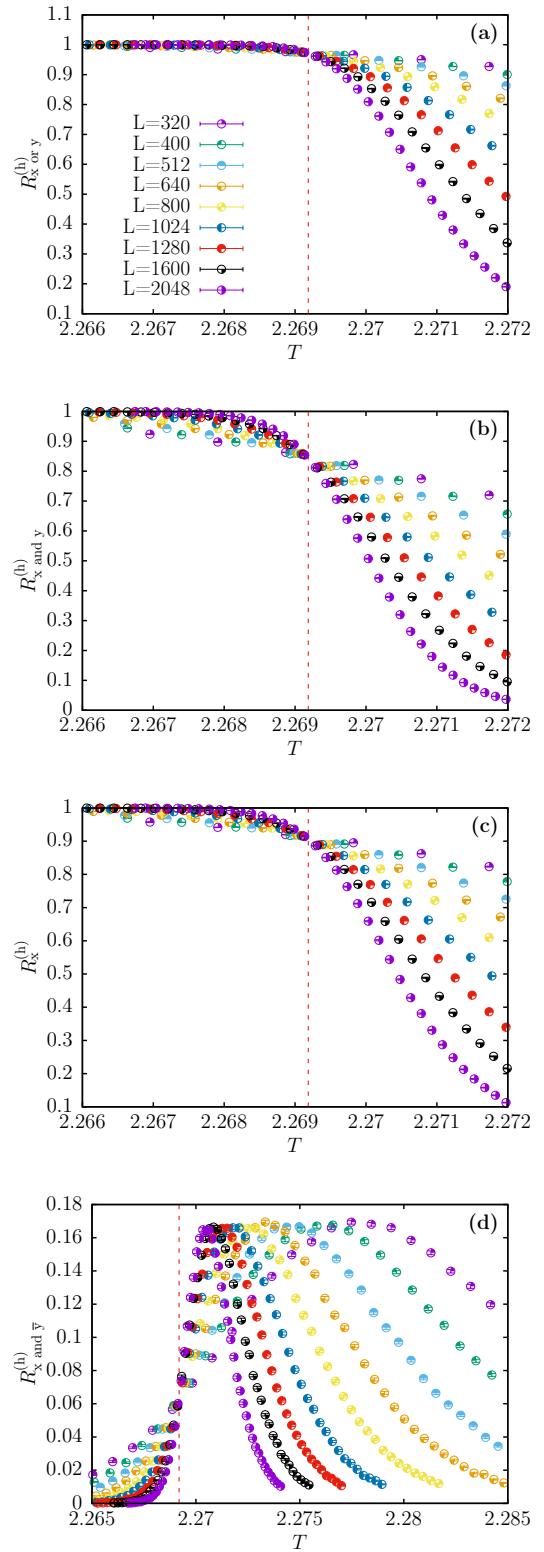 (a)
1
0.9
0.8
0.7
0.6
0.5
0.4
0.3
0.2
0.1
R_{x or y}^{(h)}
L=320
L=400
L=512
L=640
L=800
L=1024
L=1280
L=1600
L=2048
2.266 2.267 2.268 2.269 2.27 2.271 2.272
T
(b)
1
0.9
0.8
0.7
0.6
0.5
0.4
0.3
0.2
0.1
0
R_{x and y}^{(h)}
2.266 2.267 2.268 2.269 2.27 2.271 2.272
T
(c)
1
0.9
0.8
0.7
0.6
0.5
0.4
0.3
0.2
0.1
R_x^{(h)}
2.266 2.267 2.268 2.269 2.27 2.271 2.272
T
(d)
0.18
0.16
0.14
0.12
0.1
0.08
0.06
0.04
0.02
0
R_{x and ȳ}^{(h)}
2.265 2.27 2.275 2.28 2.285
T